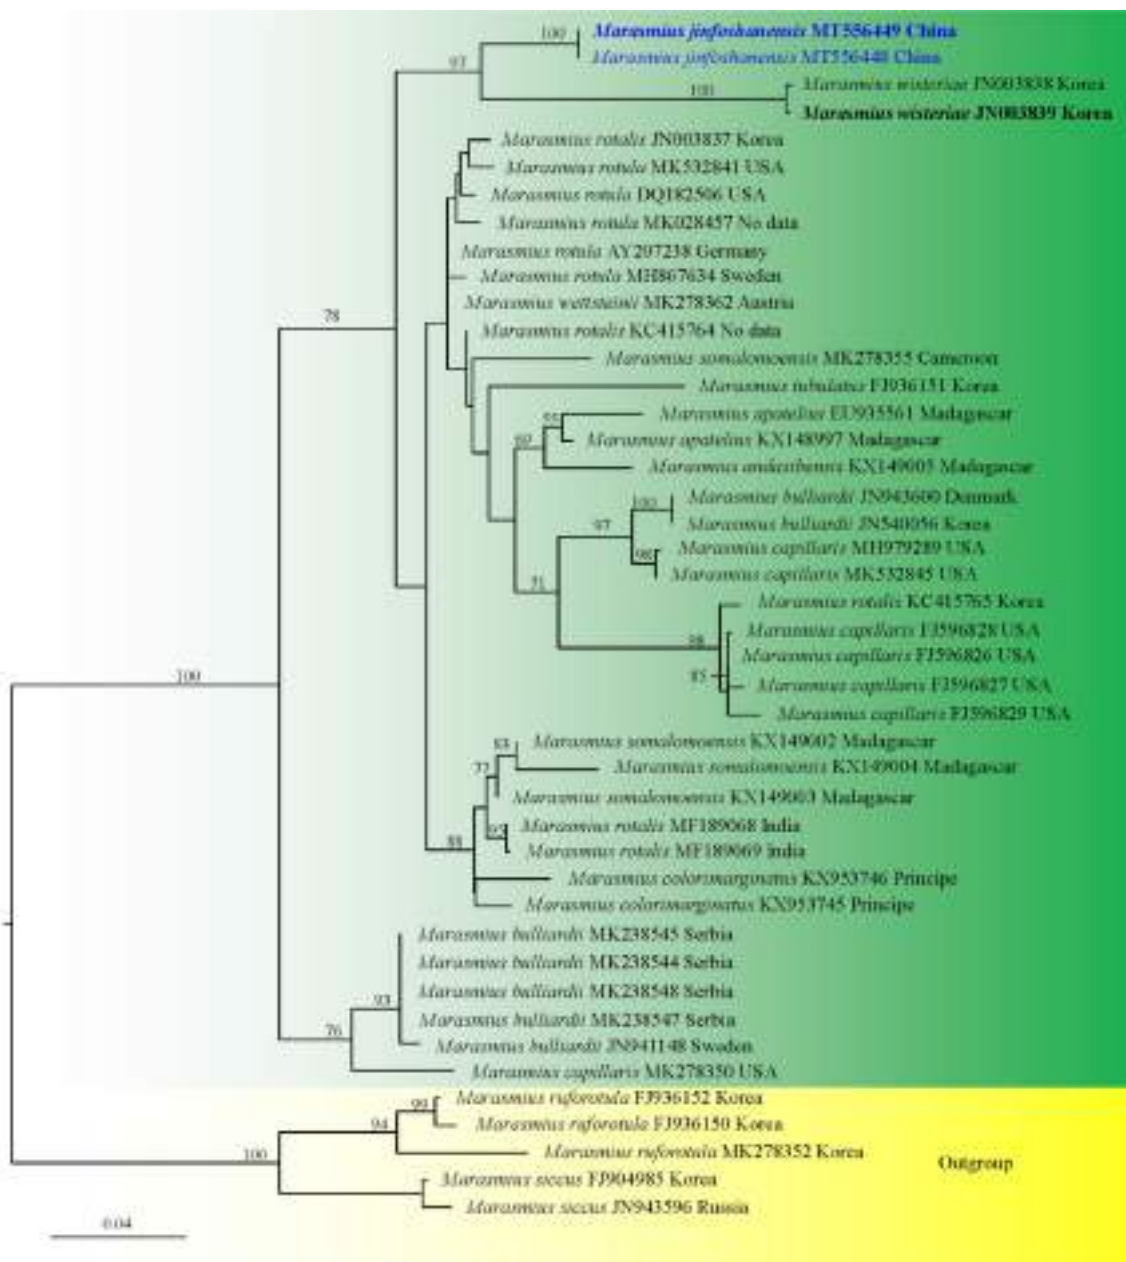 100
Marasmius jinfoshanensis MT556449 China
Marasmius jinfoshanensis MT556448 China
97
Marasmius wisteriae JN003838 Korea
100
Marasmius wisteriae JN003839 Korea
Marasmius rotalis JN003837 Korea
Marasmius rotula MK532841 USA
Marasmius rotula DQ182506 USA
Marasmius rotula MK028457 No data
Marasmius rotula AY207238 Germany
Marasmius rotula MH867634 Sweden
Marasmius wettsteinii MK278362 Austria
78
Marasmius rotalis KC415764 No data
Marasmius somalomoensis MK278355 Cameroon
Marasmius tubulatus FJ936151 Korea
Marasmius apatelius EU935561 Madagascar
Marasmius apatelius KX148997 Madagascar
Marasmius andasibensis KX149005 Madagascar
Marasmius bulliardi JN943600 Denmark
100
Marasmius bulliardii JN540056 Korea
97
Marasmius capillaris MH979289 USA
98
Marasmius capillaris MK532845 USA
71
Marasmius rotalis KC415765 Korea
Marasmius capillaris FJ596828 USA
98
Marasmius capillaris FJ596826 USA
85
Marasmius capillaris FJ596827 USA
100
Marasmius capillaris FJ596829 USA
Marasmius somalomoensis KX149002 Madagascar
77
Marasmius somalomoensis KX149004 Madagascar
Marasmius somalomoensis KX149003 Madagascar
Marasmius rotalis MF189068 India
95
Marasmius rotalis MF189069 india
88
Marasmius colorimarginatus KX953746 Principe
Marasmius colorimarginatus KX953745 Principe
Marasmius bulliardii MK238545 Serbia
Marasmius bulliardii MK238544 Serbia
Marasmius bulliardii MK238548 Serbia
93
Marasmius bulliardii MK238547 Serbia
76
Marasmius bulliardii JN941148 Sweden
Marasmius capillaris MK278350 USA
Marasmius ruforotula FJ936152 Korea
99
Marasmius ruforotula FJ936150 Korea
94
Marasmius ruforotula MK278352 Korea
100
Outgroup
Marasmius siccus FJ904985 Korea
Marasmius siccus JN943596 Russia
0.04